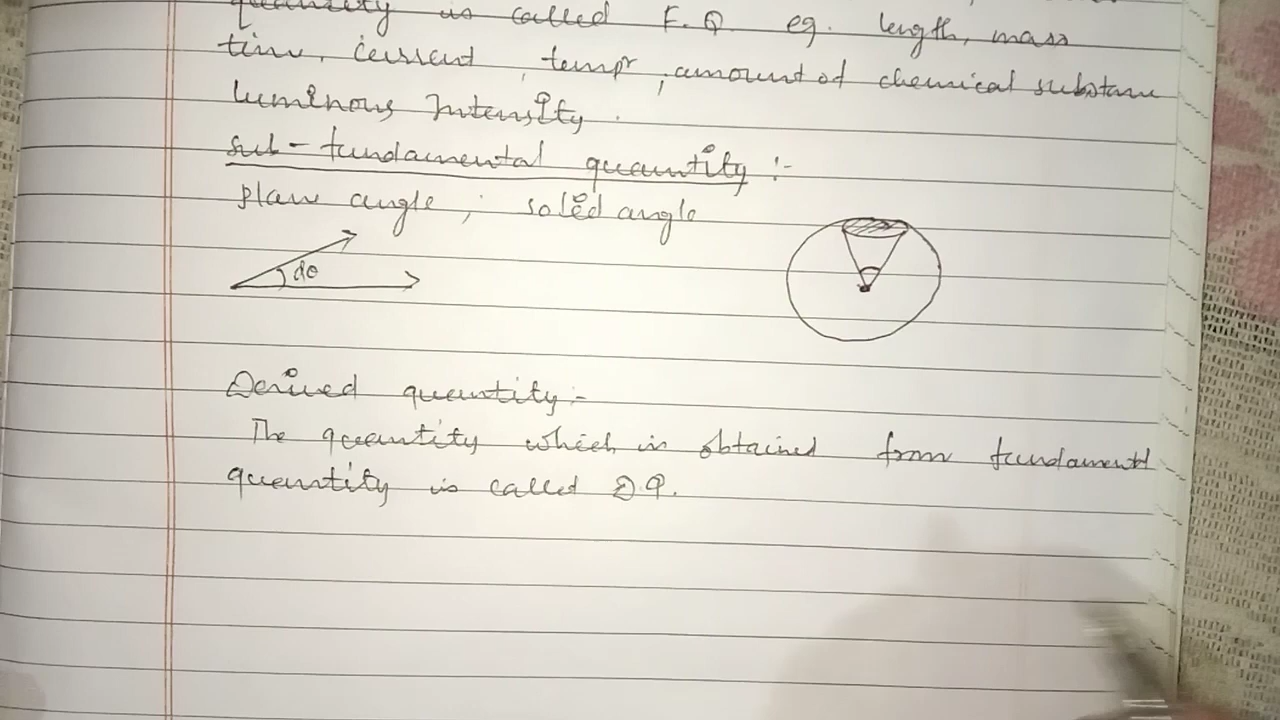 quantity is called F.Q. eg. length, mass
time, current, tempr, amount of chemical substance
luminous Intensity.
Sub-fundamental quantity :-
plane angle, solid angle
dθ
Derived quantity :-
The quantity which is obtained from fundamental
quantity is called D.Q.